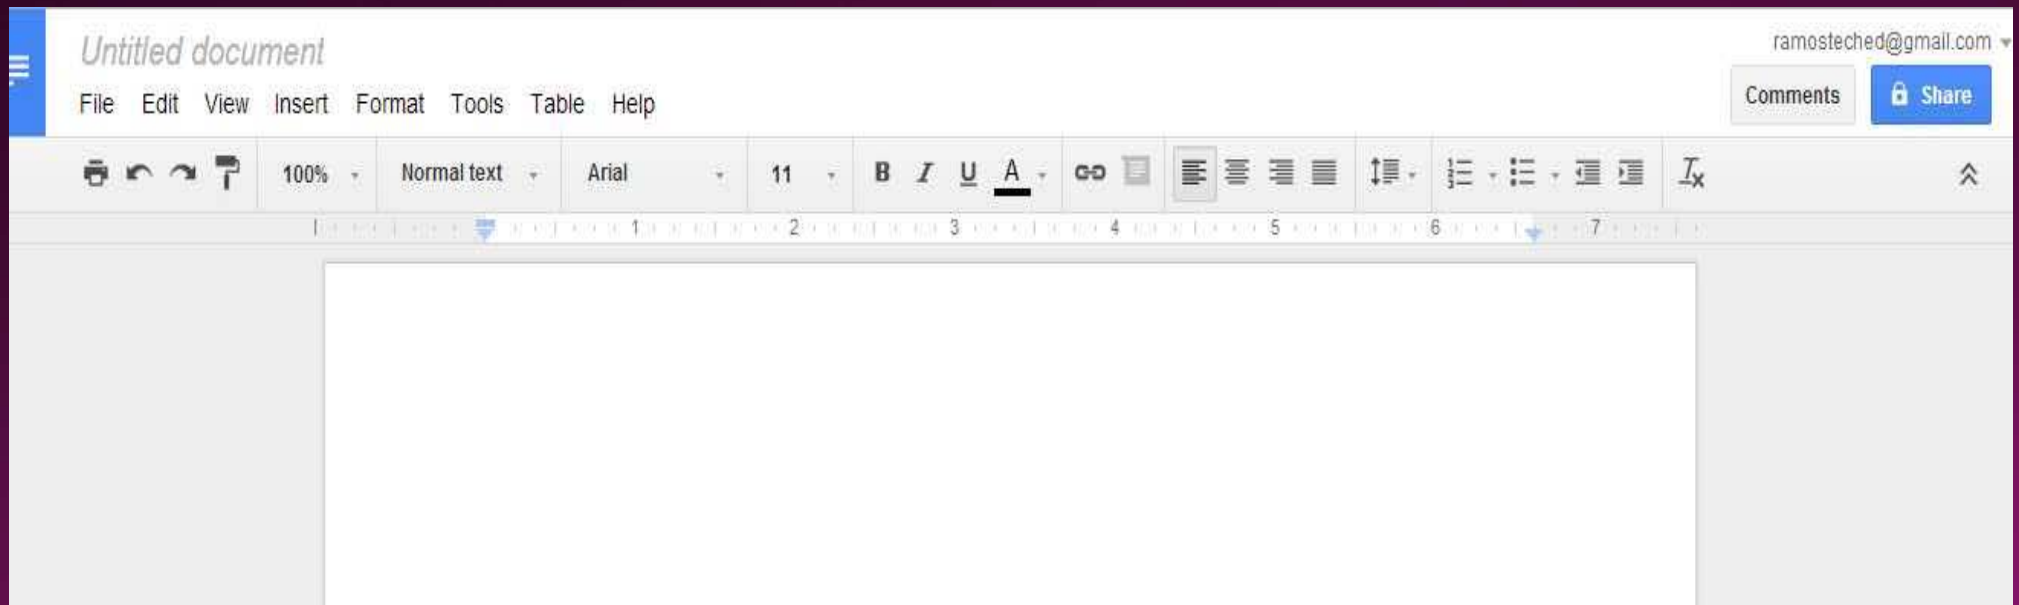 Untitled document
ramosteched@gmail.com
File Edit View Insert Format Tools Table Help
Comments Share
100% Normal text Arial 11 B I U A
1 2 3 4 5 6 7